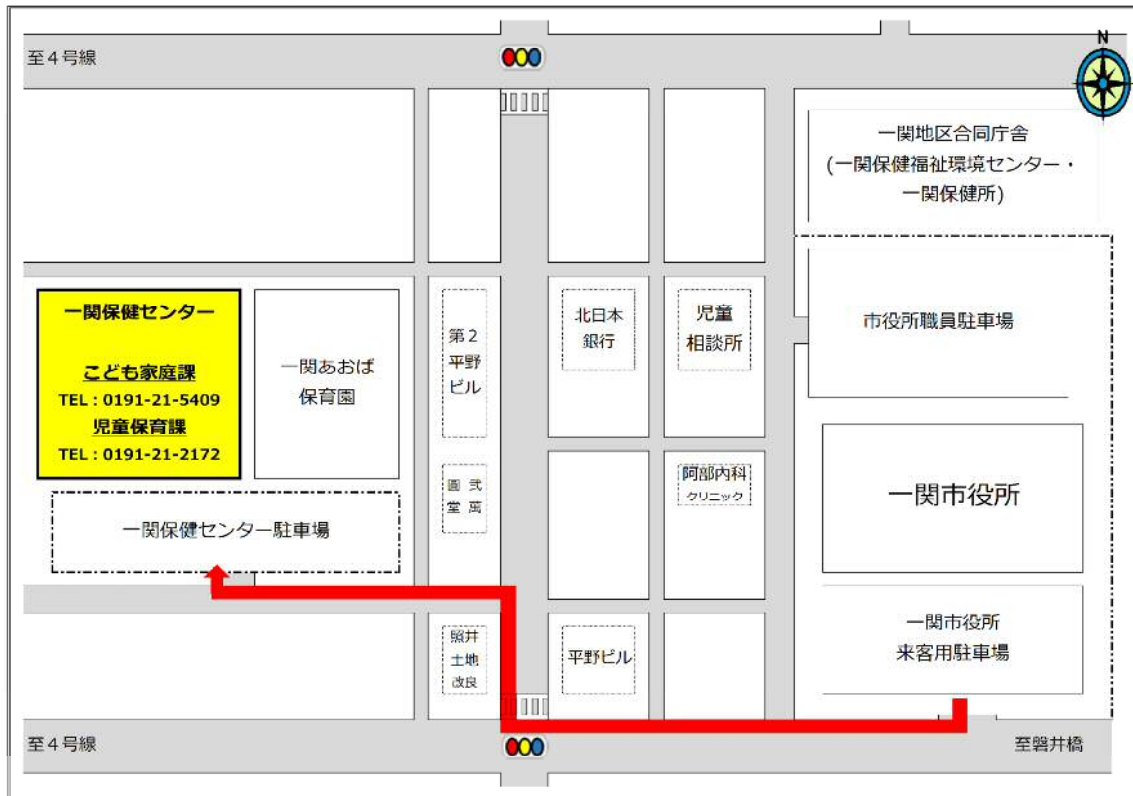 至４号線
N
一関地区合同庁舎
(一関保健福祉環境センター・
一関保健所)
一関保健センター
こども家庭課
TEL：0191-21-5409
児童保育課
TEL：0191-21-2172
一関あおば
保育園
第２
平野
ビル
北日本
銀行
児童
相談所
市役所職員駐車場
弐萬
圓堂
阿部内科
クリニック
一関市役所
一関保健センター駐車場
照井
土地
改良
平野ビル
一関市役所
来客用駐車場
至４号線
至磐井橋